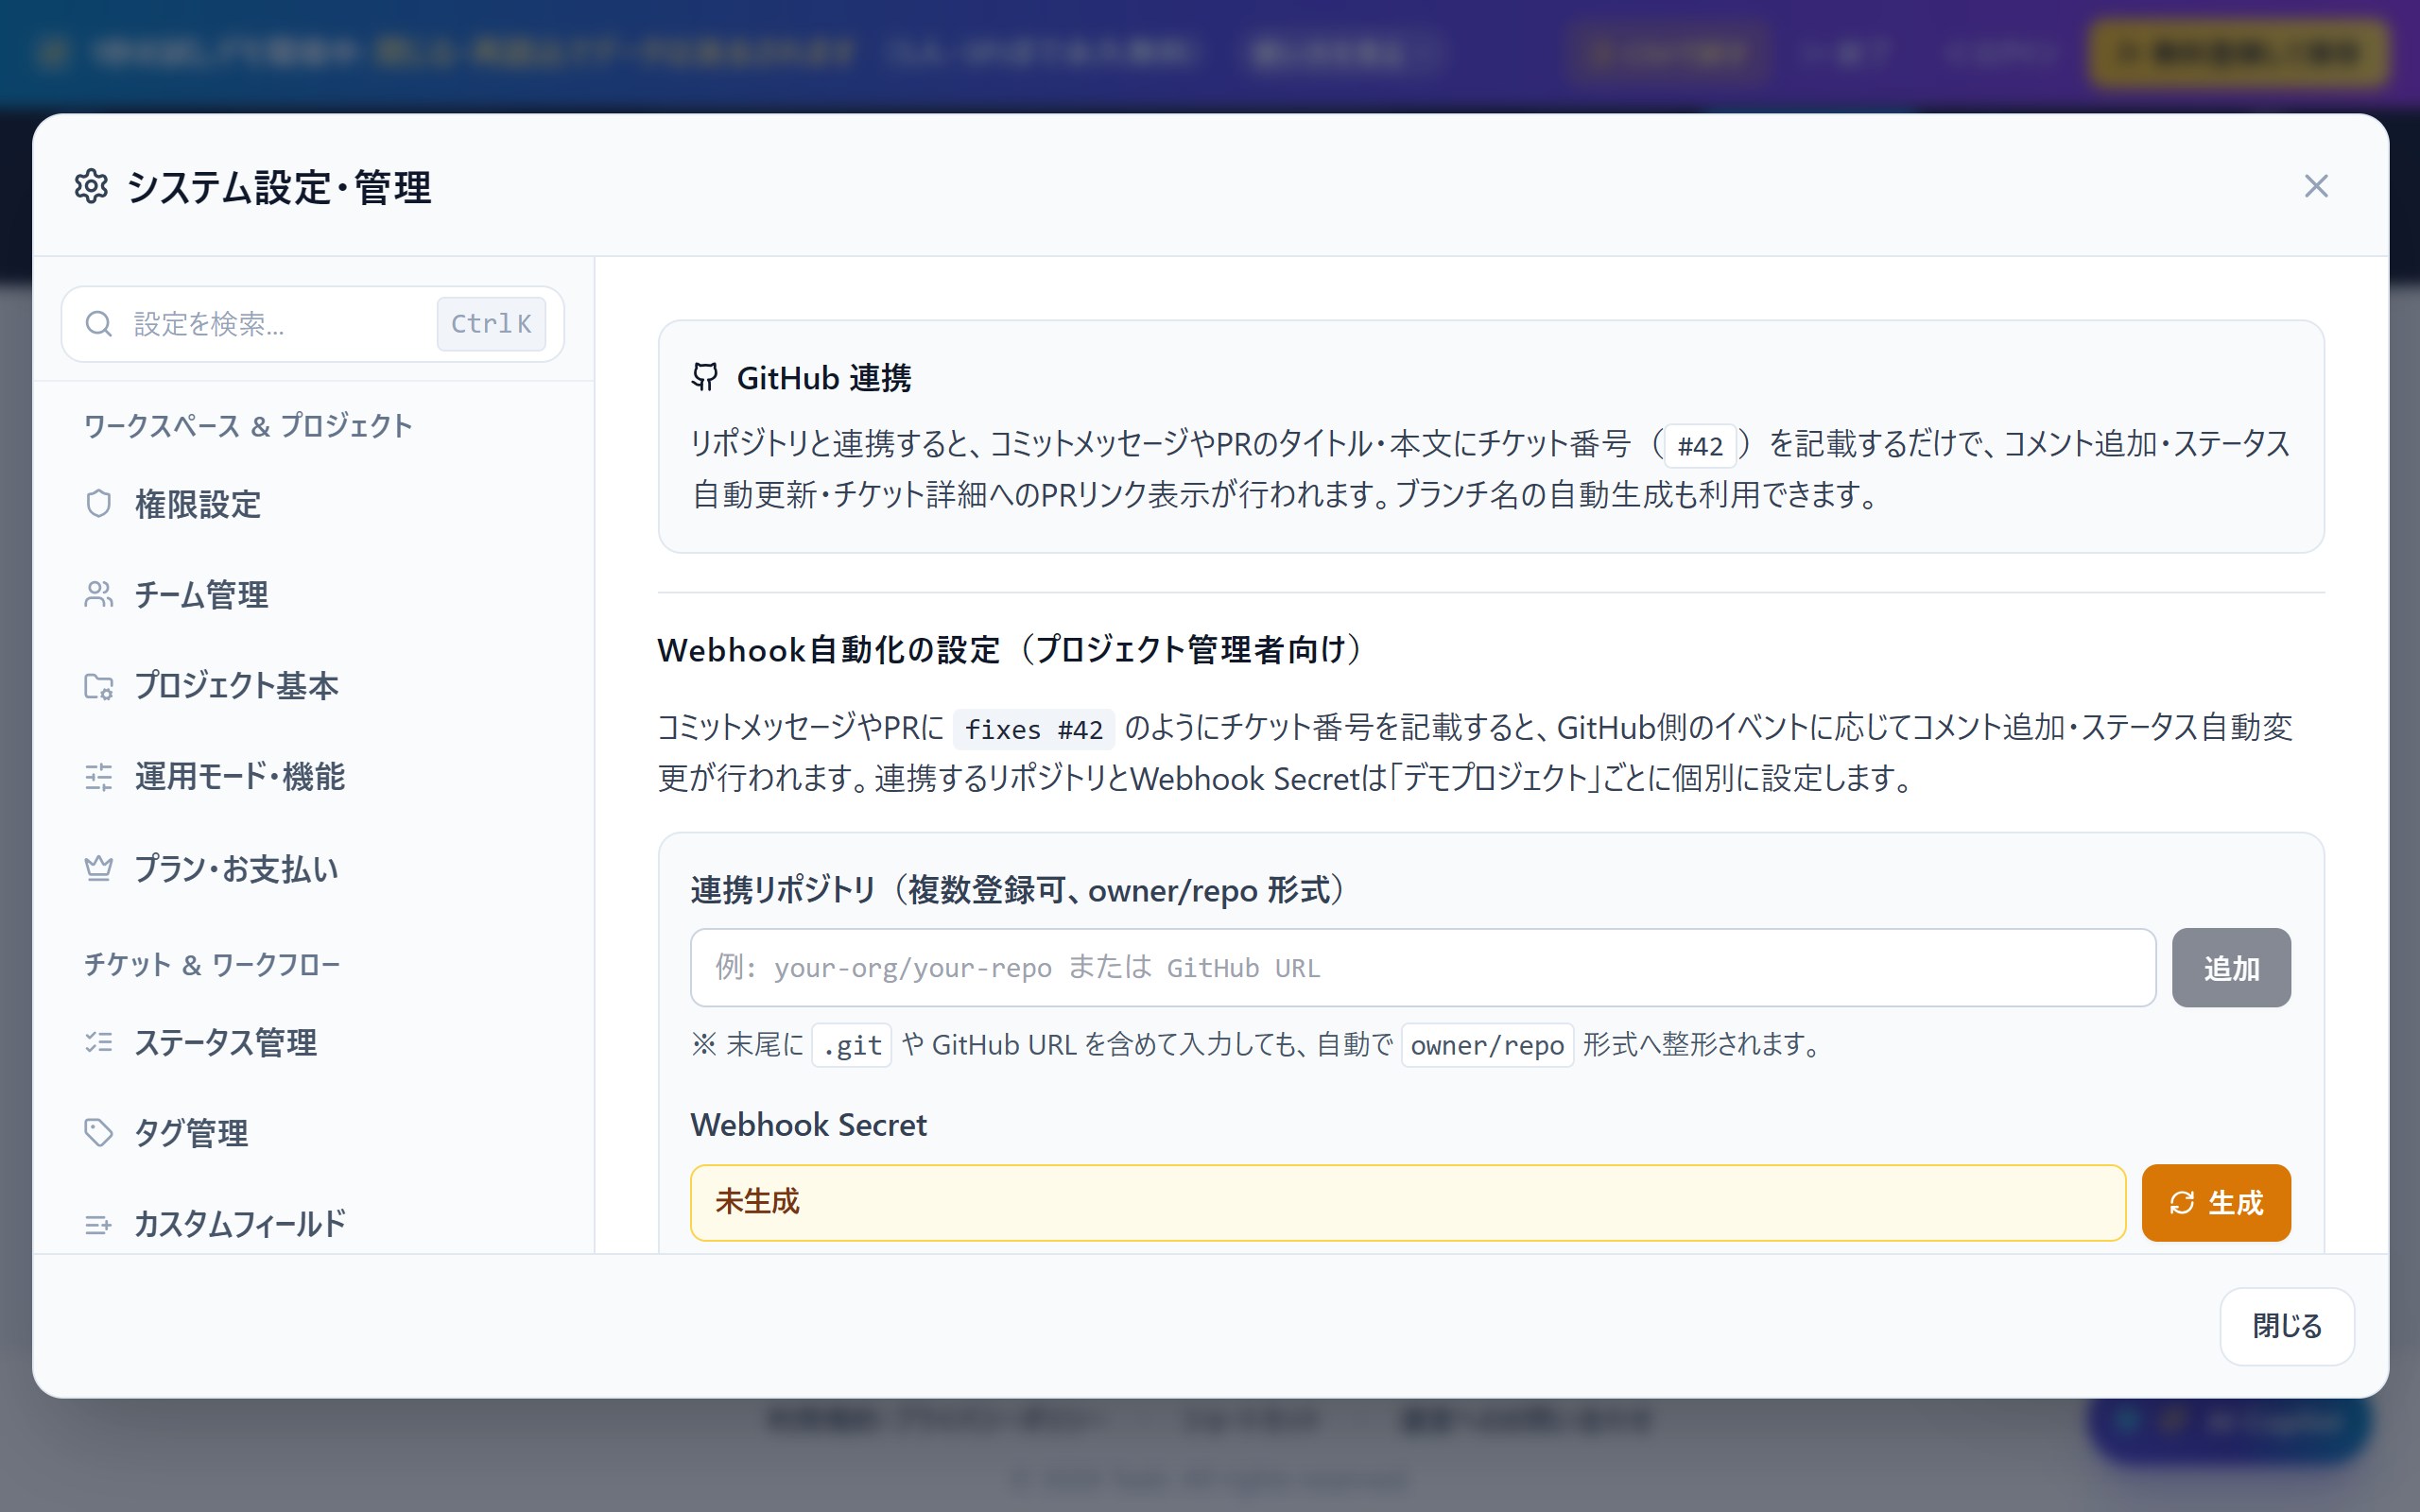 システム設定・管理
設定を検索...
Ctrl K
ワークスペース & プロジェクト
権限設定
チーム管理
プロジェクト基本
運用モード・機能
プラン・お支払い
チケット & ワークフロー
ステータス管理
タグ管理
カスタムフィールド
GitHub 連携
リポジトリと連携すると、コミットメッセージやPRのタイトル・本文にチケット番号（#42）を記載するだけで、コメント追加・ステータス
自動更新・チケット詳細へのPRリンク表示が行われます。ブランチ名の自動生成も利用できます。
Webhook自動化の設定（プロジェクト管理者向け）
コミットメッセージやPRに fixes #42 のようにチケット番号を記載すると、GitHub側のイベントに応じてコメント追加・ステータス自動変
更が行われます。連携するリポジトリとWebhook Secretは「デモプロジェクト」ごとに個別に設定します。
連携リポジトリ（複数登録可、owner/repo 形式）
例: your-org/your-repo または GitHub URL
追加
※ 末尾に .git や GitHub URL を含めて入力しても、自動で owner/repo 形式へ整形されます。
Webhook Secret
未生成
生成
閉じる